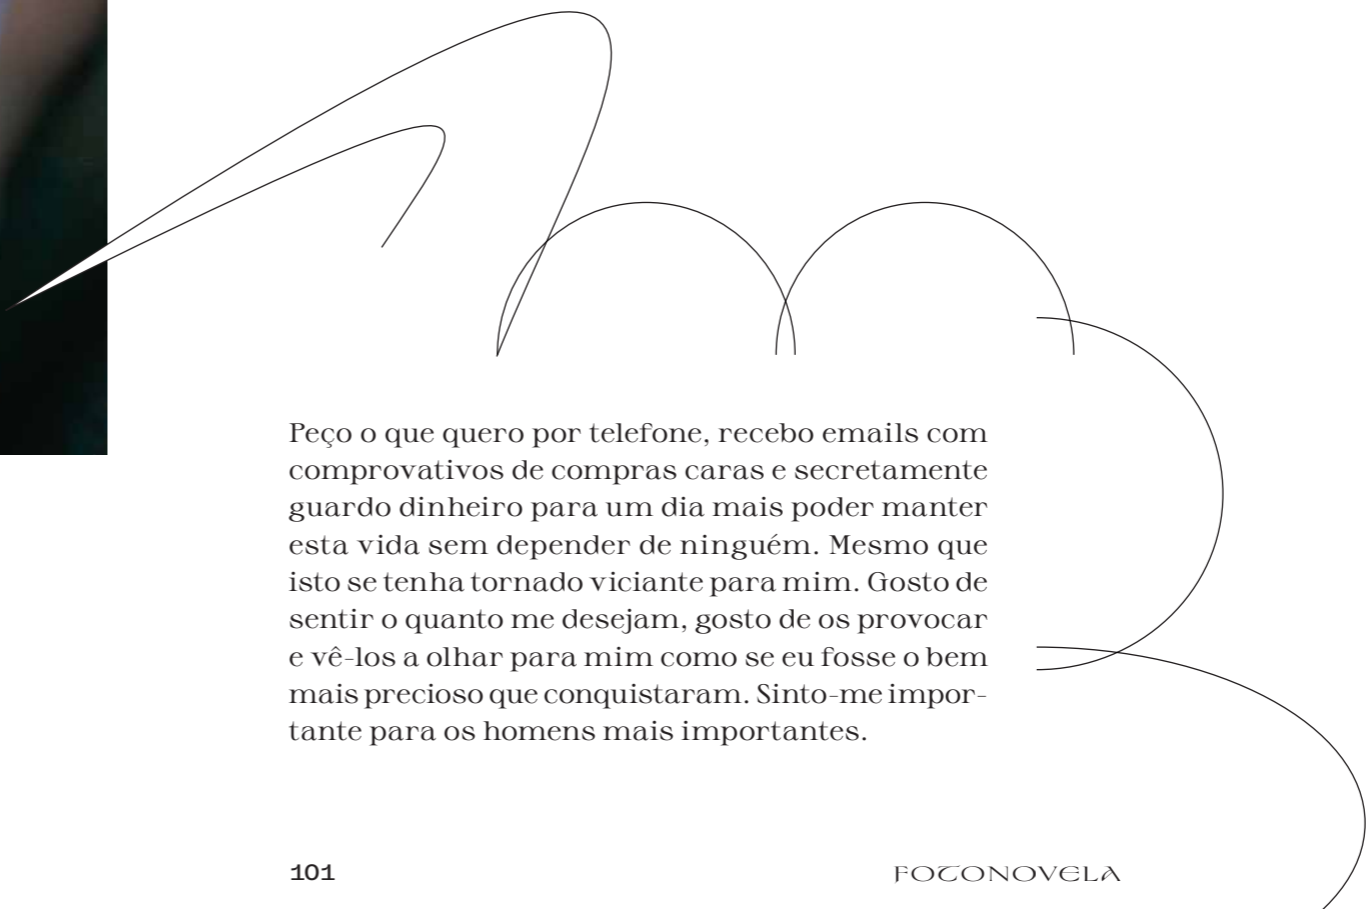 Peço o que quero por telefone, recebo emails com
comprovativos de compras caras e secretamente
guardo dinheiro para um dia mais poder manter
esta vida sem depender de ninguém. Mesmo que
isto se tenha tornado viciante para mim. Gosto de
sentir o quanto me desejam, gosto de os provocar
e vê-los a olhar para mim como se eu fosse o bem
mais precioso que conquistaram. Sinto-me impor-
tante para os homens mais importantes.
101
FOTONOVELA